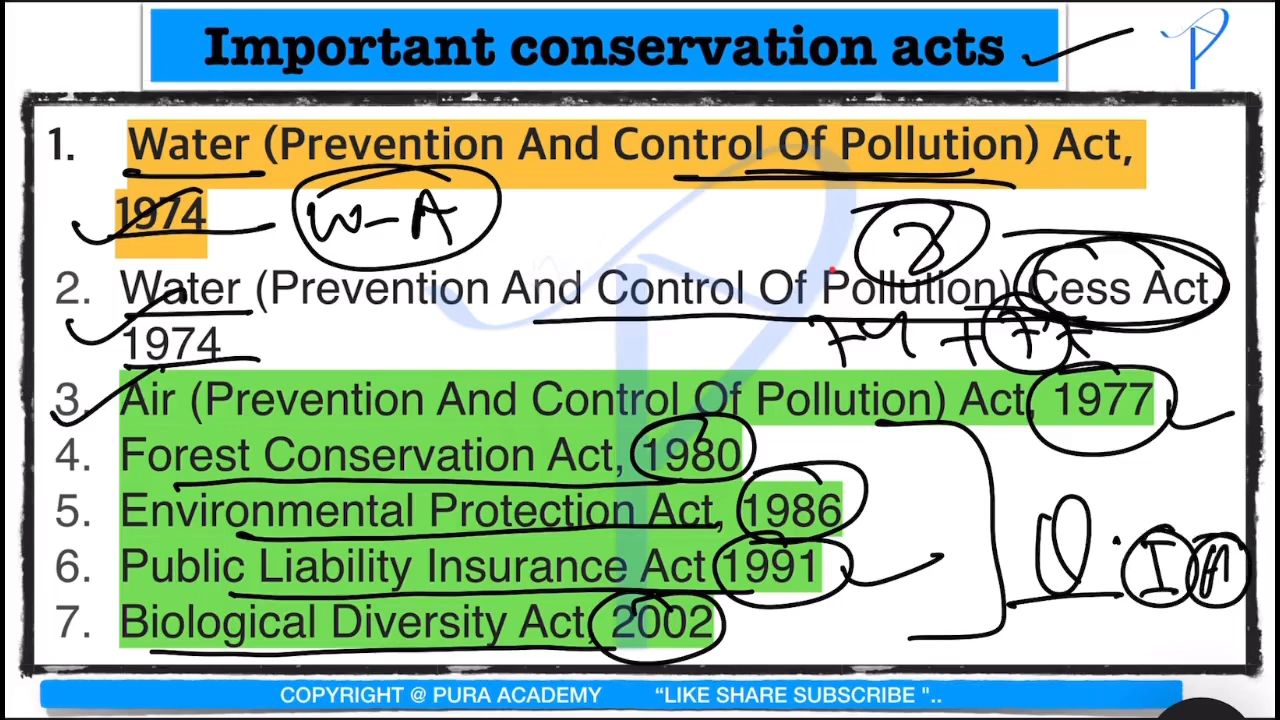 Important conservation acts
1. Water (Prevention And Control Of Pollution) Act,
1974
W-A
2. Water (Prevention And Control Of Pollution) Cess Act,
1974
3. Air (Prevention And Control Of Pollution) Act, 1977
4. Forest Conservation Act, 1980
5. Environmental Protection Act, 1986
6. Public Liability Insurance Act 1991
7. Biological Diversity Act, 2002
COPYRIGHT @ PURA ACADEMY "LIKE SHARE SUBSCRIBE "..